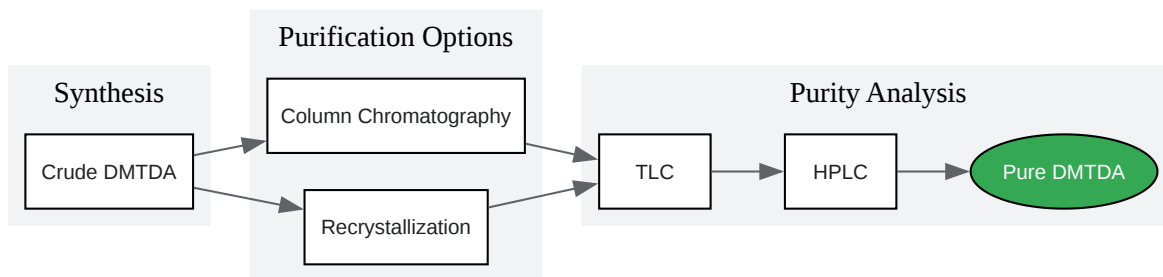 Synthesis
Crude DMTDA
Purification Options
Column Chromatography
Recrystallization
Purity Analysis
TLC
HPLC
Pure DMTDA